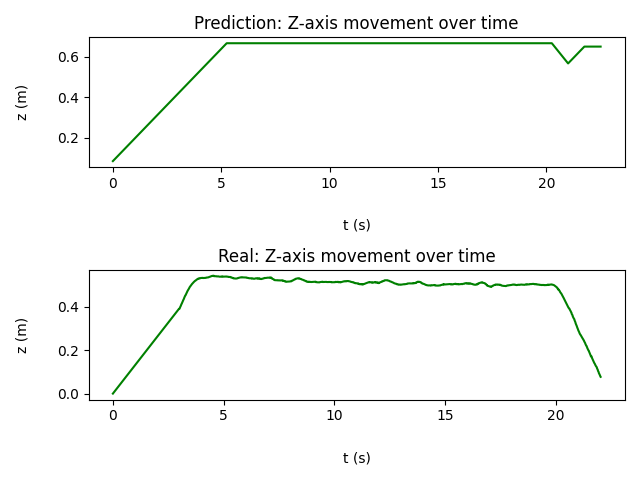 Prediction: Z-axis movement over time
0.6
0.4
0.2
z (m)
0 5 10 15 20
t (s)
Real: Z-axis movement over time
0.4
0.2
0.0
z (m)
0 5 10 15 20
t (s)